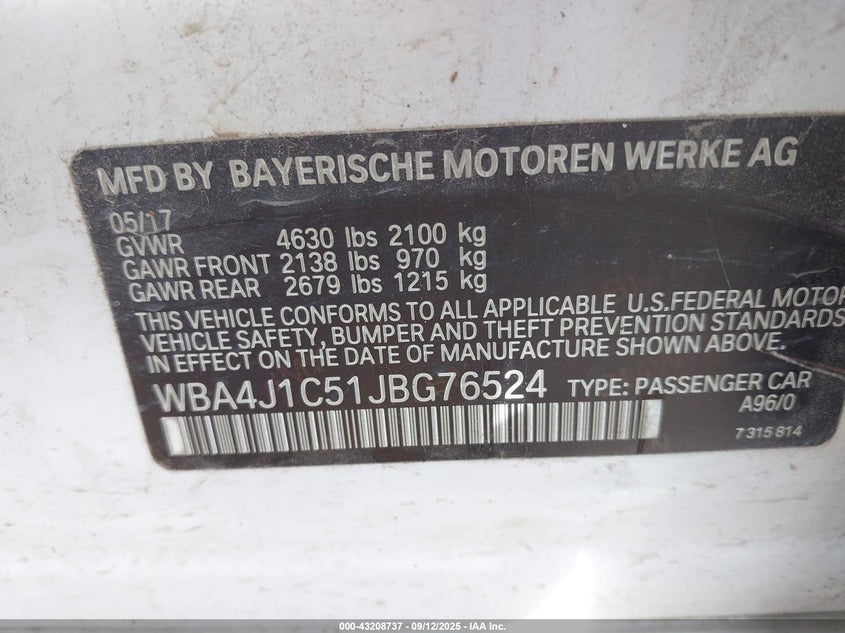 MFD BY BAYERISCHE MOTOREN WERKE AG
05/17
GVWR 4630 lbs 2100 kg
GAWR FRONT 2138 lbs 970 kg
GAWR REAR 2679 lbs 1215 kg
THIS VEHICLE CONFORMS TO ALL APPLICABLE U.S.FEDERAL MOTOR
VEHICLE SAFETY, BUMPER AND THEFT PREVENTION STANDARDS
IN EFFECT ON THE DATE OF MANUFACTURE SHOWN ABOVE.
WBA4J1C51JBG76524 TYPE: PASSENGER CAR
A96/0
7 315 814
000-43208737 - 09/12/2025 - IAA Inc.